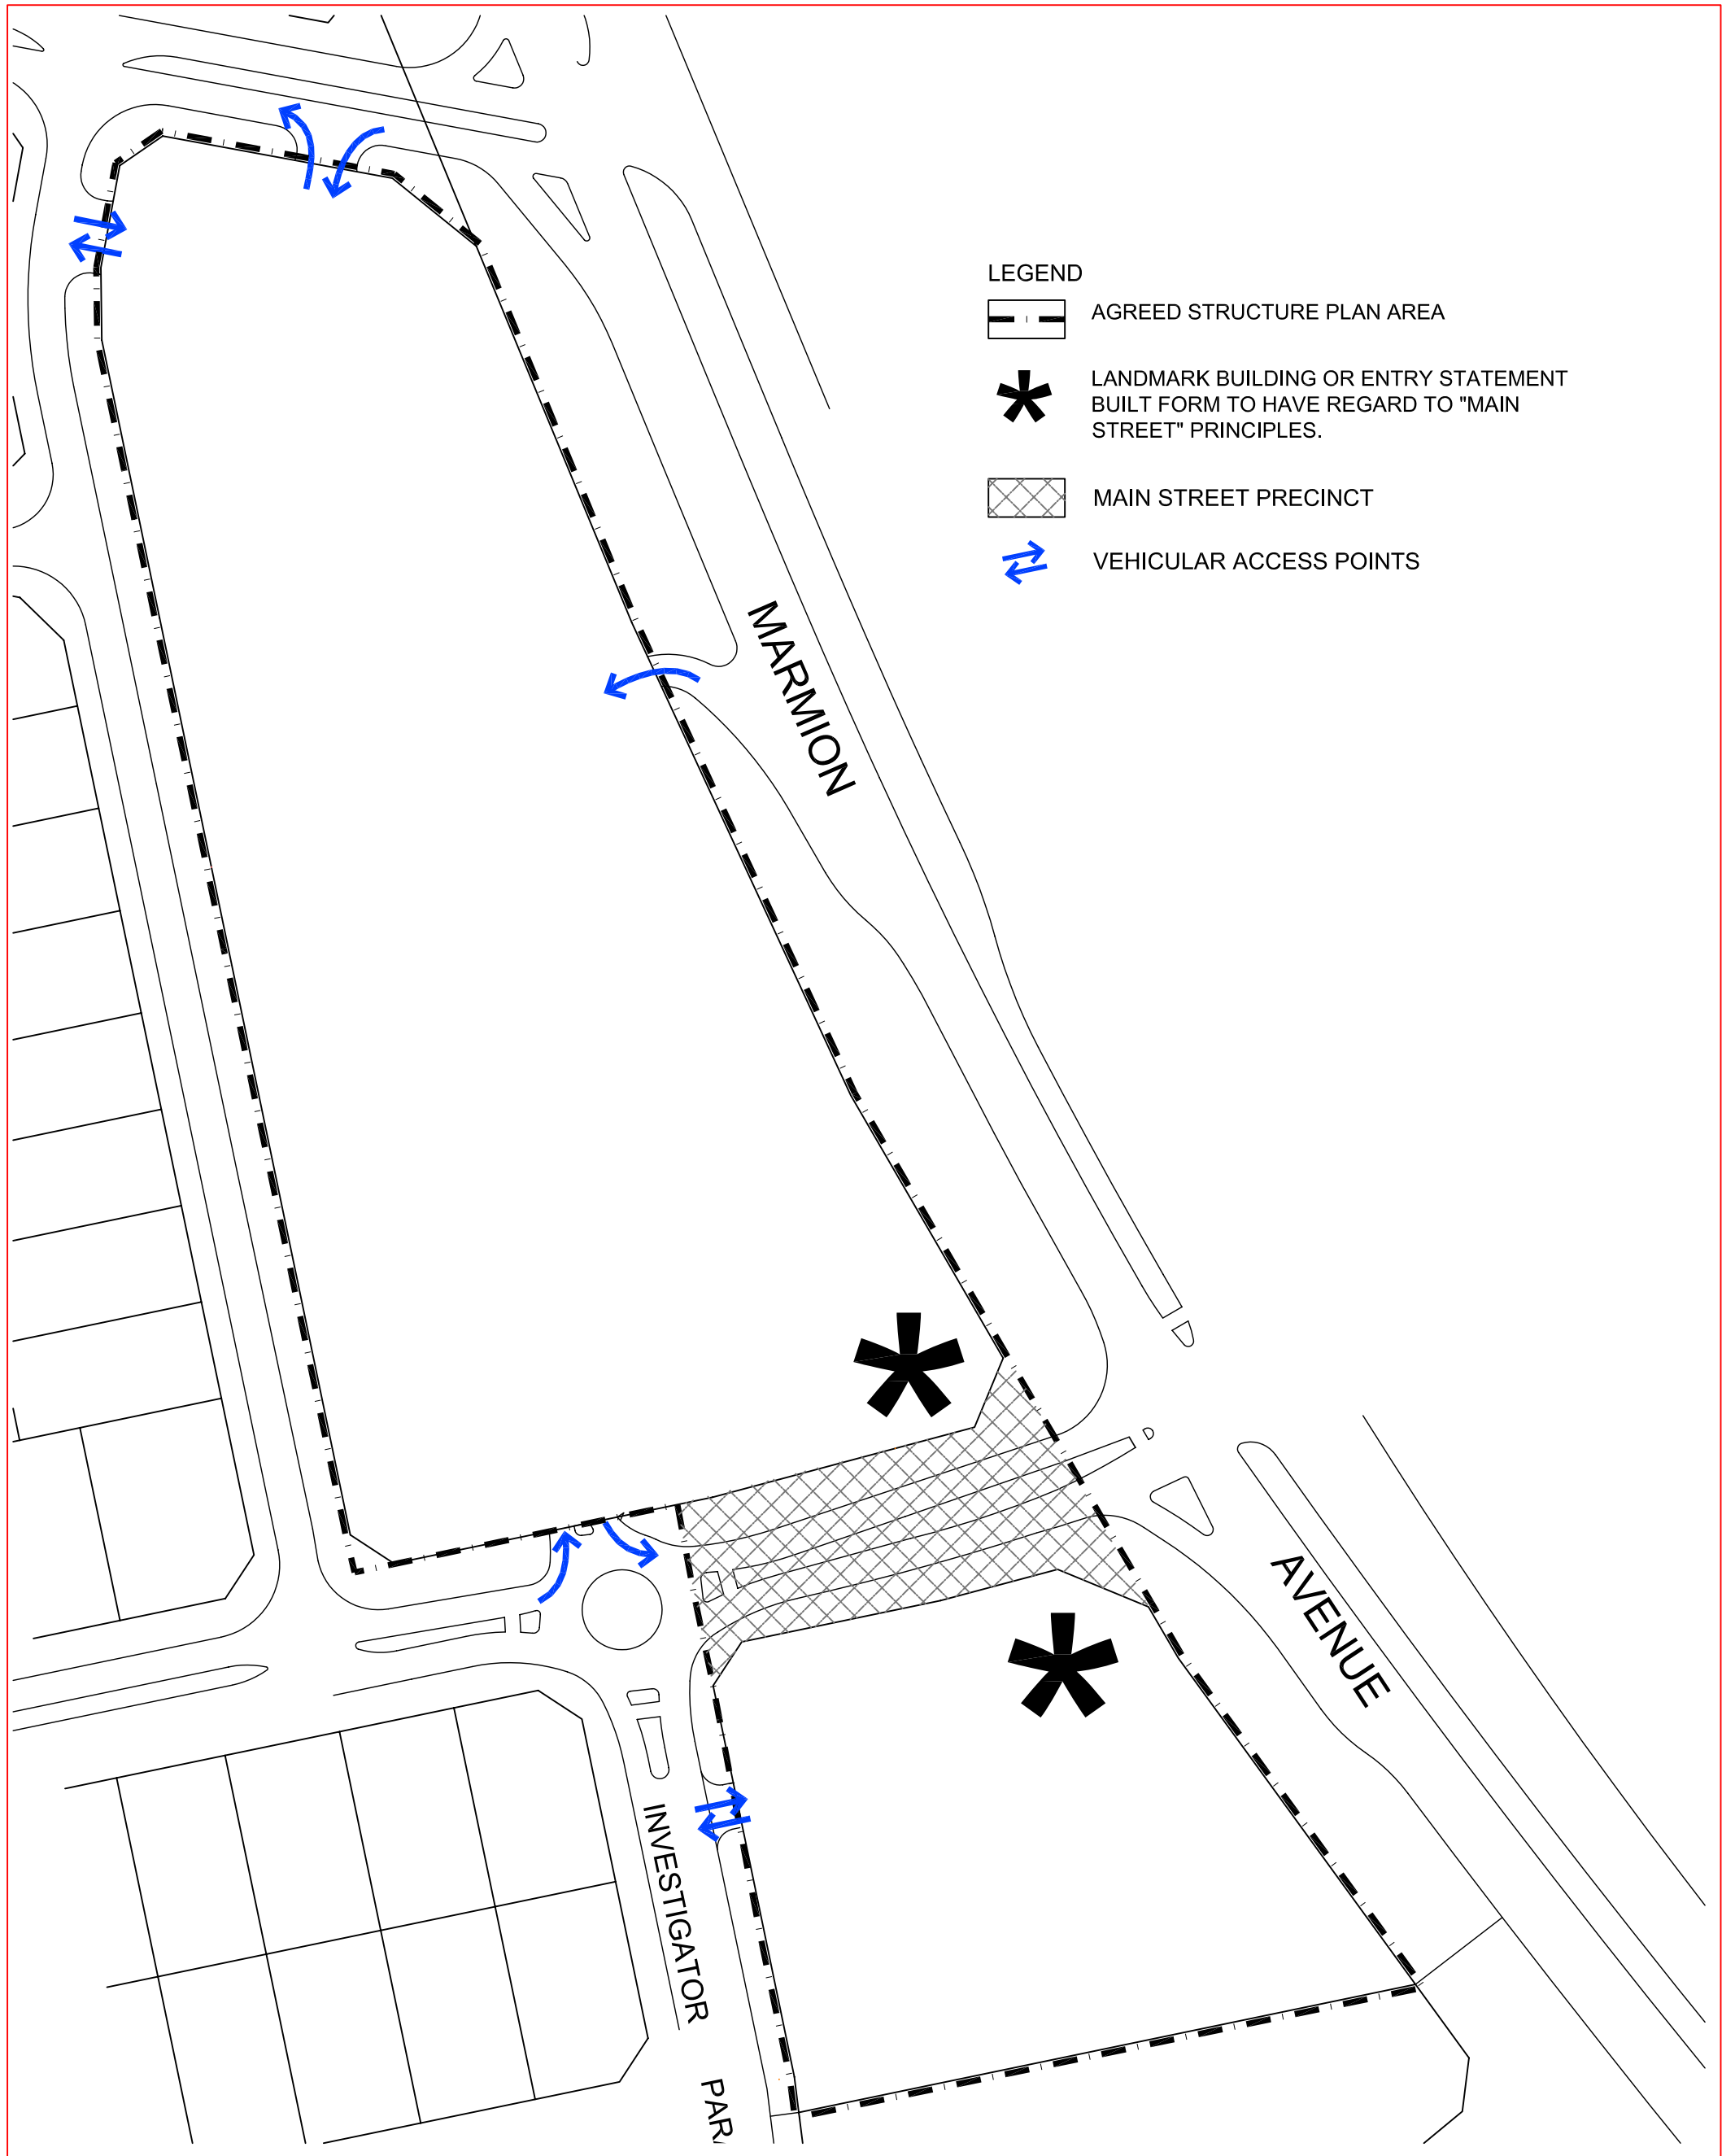 LEGEND
AGREED STRUCTURE PLAN AREA
LANDMARK BUILDING OR ENTRY STATEMENT
BUILT FORM TO HAVE REGARD TO "MAIN
STREET" PRINCIPLES.
MAIN STREET PRECINCT
VEHICULAR ACCESS POINTS
MARMION
AVENUE
INVESTIGATOR
PAR